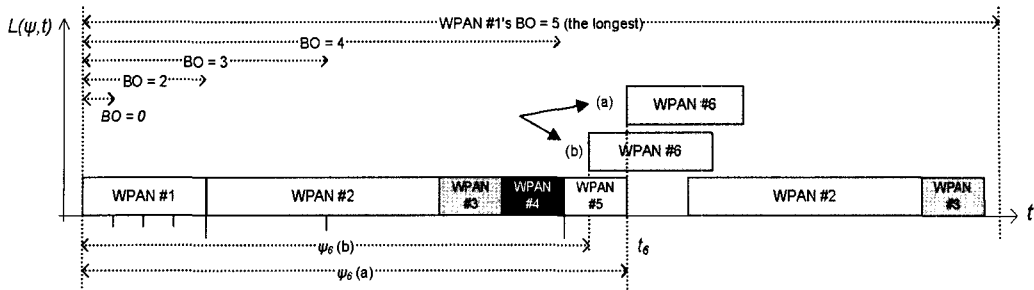 L(ψ,t)
WPAN #1's BO = 5 (the longest)
BO = 4
BO = 3
BO = 2
BO = 0
(a)
WPAN #6
(b)
WPAN #6
WPAN #1
WPAN #2
WPAN #3
WPAN #4
WPAN #5
WPAN #2
WPAN #3
t
ψ6 (b)
t6
ψ6 (a)